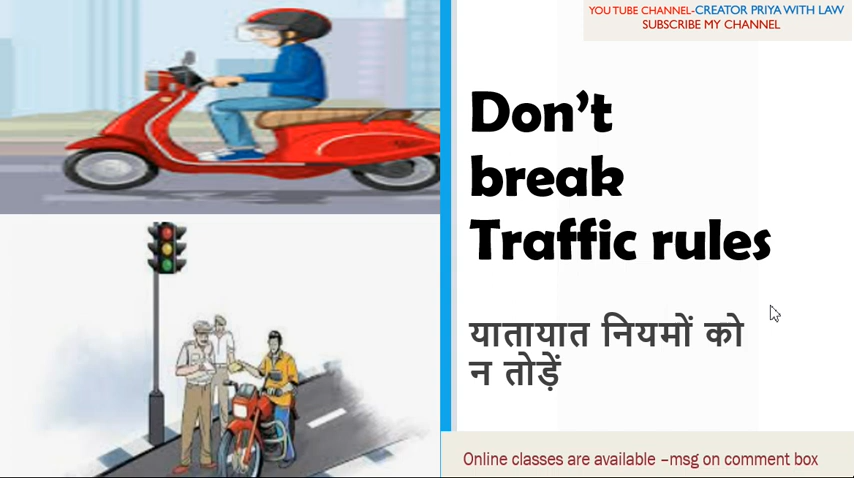 YOU TUBE CHANNEL-CREATOR PRIYA WITH LAW
SUBSCRIBE MY CHANNEL
Don’t
break
Traffic rules
यातायात नियमों को
न तोड़ें
Online classes are available –msg on comment box